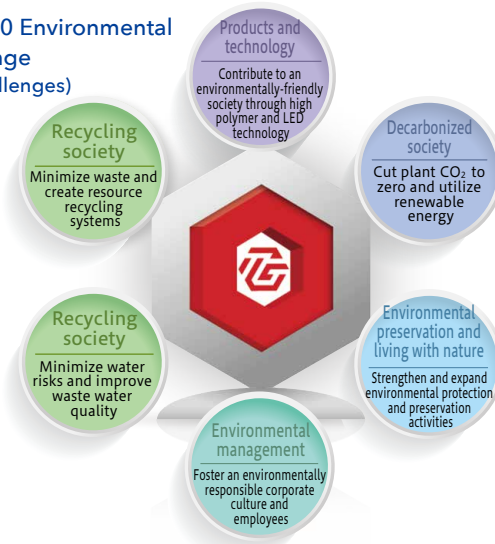 0 Environmental
nge
llenges)
Products and
technology
Contribute to an
environmentally-friendly
society through high
polymer and LED
technology
Recycling
society
Minimize waste and
create resource
recycling
systems
Decarbonized
society
Cut plant CO₂ to
zero and utilize
renewable
energy
TG
Recycling
society
Minimize water
risks and improve
waste water
quality
Environmental
preservation and
living with nature
Strengthen and expand
environmental protection
and preservation
activities
Environmental
management
Foster an environmentally
responsible corporate
culture and
employees